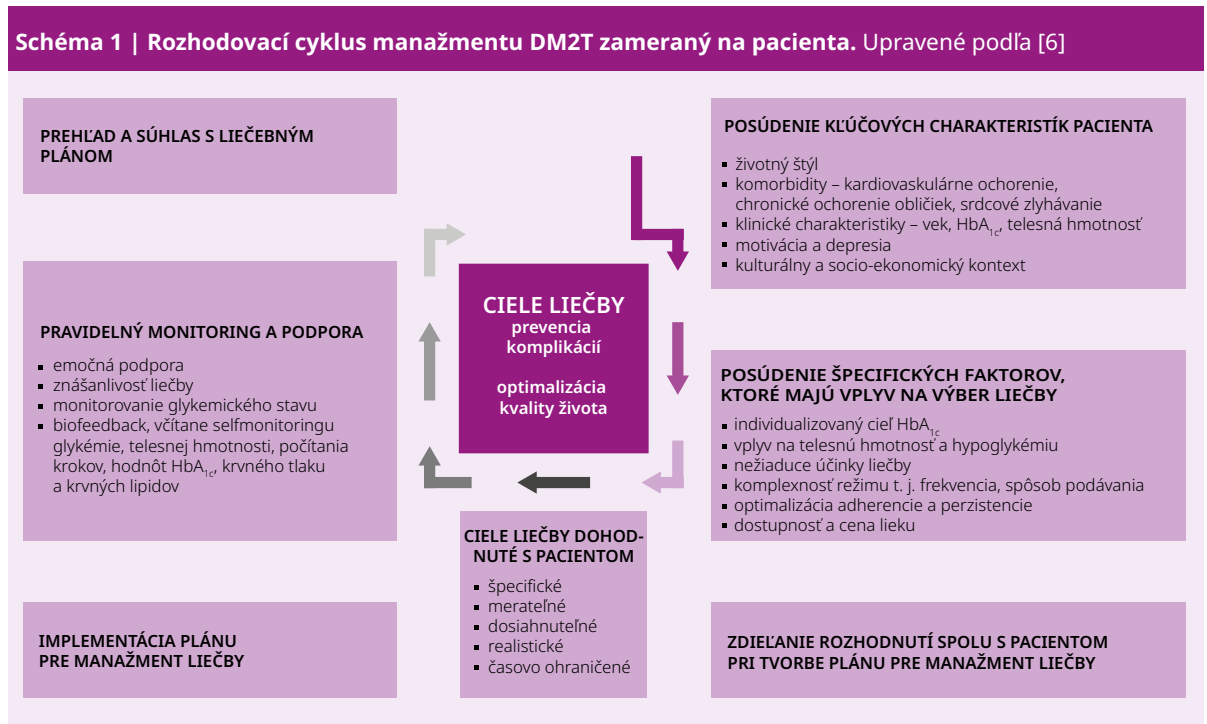 Schéma 1 | Rozhodovací cyklus manažmentu DM2T zameraný na pacienta. Upravené podľa [6]
PREHĽAD A SÚHLAS S LIEČEBNÝM
PLÁNOM
POSÚDENIE KĽÚČOVÝCH CHARAKTERISTÍK PACIENTA
▪ životný štýl
▪ komorbidity – kardiovaskulárne ochorenie,
chronické ochorenie obličiek, srdcové zlyhávanie
▪ klinické charakteristiky – vek, HbA1c, telesná hmotnosť
▪ motivácia a depresia
▪ kulturálny a socio-ekonomický kontext
PRAVIDELNÝ MONITORING A PODPORA
▪ emočná podpora
▪ znášanlivosť liečby
▪ monitorovanie glykemického stavu
▪ biofeedback, včítane selfmonitoringu
glykémie, telesnej hmotnosti, počítania
krokov, hodnôt HbA1c, krvného tlaku
a krvných lipidov
CIELE LIEČBY
prevencia
komplikácií
optimalizácia
kvality života
POSÚDENIE ŠPECIFICKÝCH FAKTOROV,
KTORÉ MAJÚ VPLYV NA VÝBER LIEČBY
▪ individualizovaný cieľ HbA1c
▪ vplyv na telesnú hmotnosť a hypoglykémiu
▪ nežiaduce účinky liečby
▪ komplexnosť režimu t. j. frekvencia, spôsob podávania
▪ optimalizácia adherencie a perzistencie
▪ dostupnosť a cena lieku
CIELE LIEČBY DOHOD-
NUTÉ S PACIENTOM
▪ špecifické
▪ merateľné
▪ dosiahnuteľné
▪ realistické
▪ časovo ohraničené
IMPLEMENTÁCIA PLÁNU
PRE MANAŽMENT LIEČBY
ZDIEĽANIE ROZHODNUTÍ SPOLU S PACIENTOM
PRI TVORBE PLÁNU PRE MANAŽMENT LIEČBY